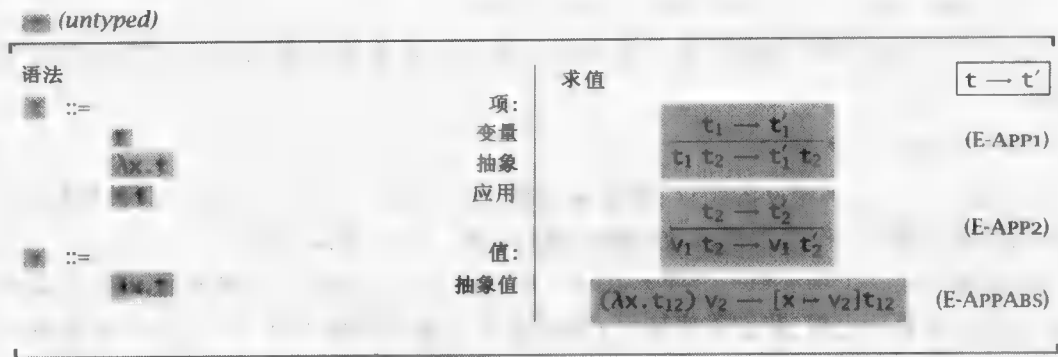 (untyped)
语法
::=
项:
变量
λx.t
抽象
应用
::=
值:
抽象值
求值
t → t′
t₁ → t₁′
t₁ t₂ → t₁′ t₂
(E-APP1)
t₂ → t₂′
v₁ t₂ → v₁ t₂′
(E-APP2)
(λx.t₁₂) v₂ → [x ↦ v₂]t₁₂
(E-APPABS)